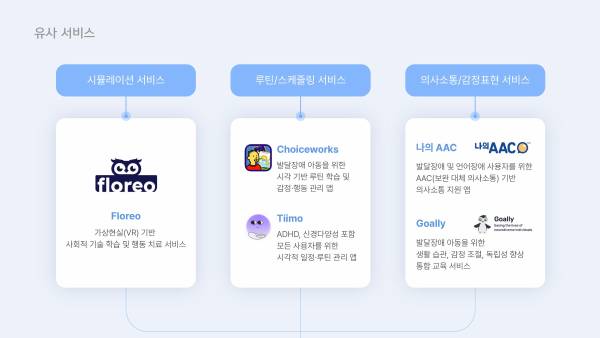 유사 서비스
시뮬레이션 서비스
floreo
Floreo
가상현실(VR) 기반
사회적 기술 학습 및 행동 치료 서비스
루틴/스케줄링 서비스
Choiceworks
발달장애 아동을 위한
시각 기반 루틴 학습 및
감정·행동 관리 앱
Tiimo
ADHD, 신경다양성 포함
모든 사용자를 위한
시각적 일정·루틴 관리 앱
의사소통/감정표현 서비스
나의 AAC
나의AAC
발달장애 및 언어장애 사용자를 위한
AAC(보완 대체 의사소통) 기반
의사소통 지원 앱
Goally
Goally
발달장애 아동을 위한
생활 습관, 감정 조절, 독립성 향상
통합 교육 서비스